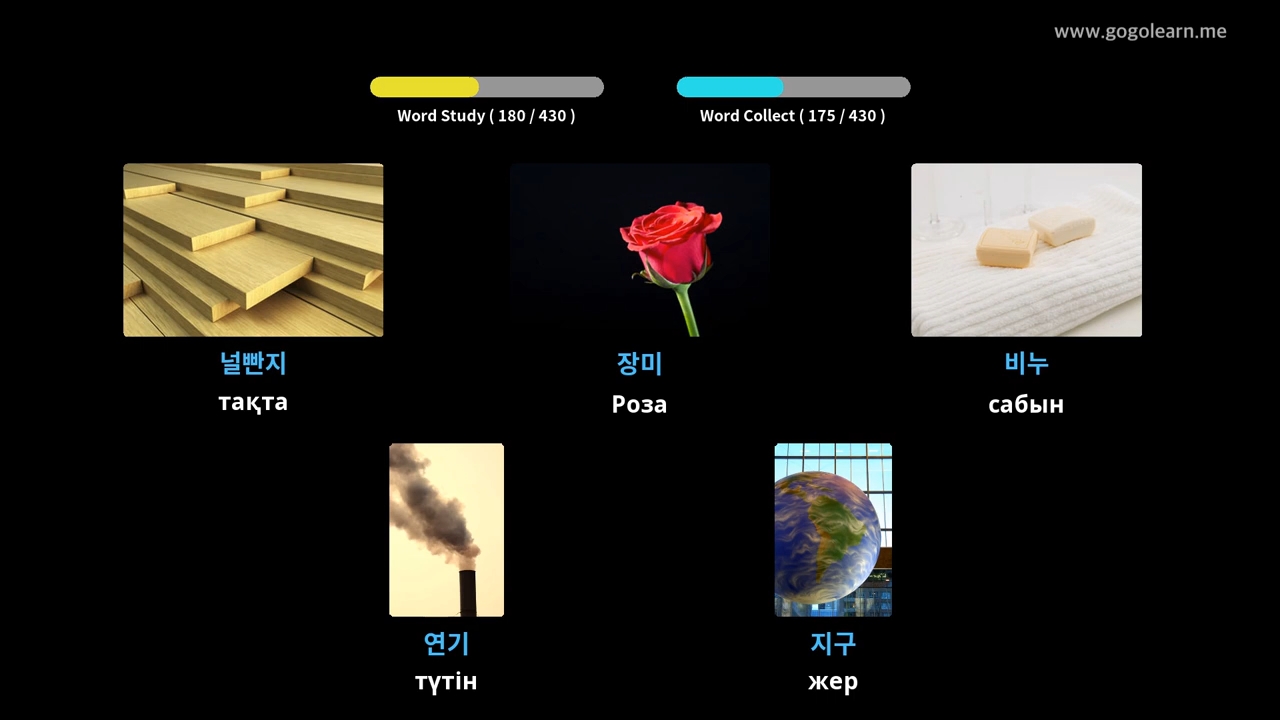 www.gogolearn.me
Word Study ( 180 / 430 )
Word Collect ( 175 / 430 )
널빤지
장미
비누
тақта
Роза
сабын
연기
지구
түтін
жер